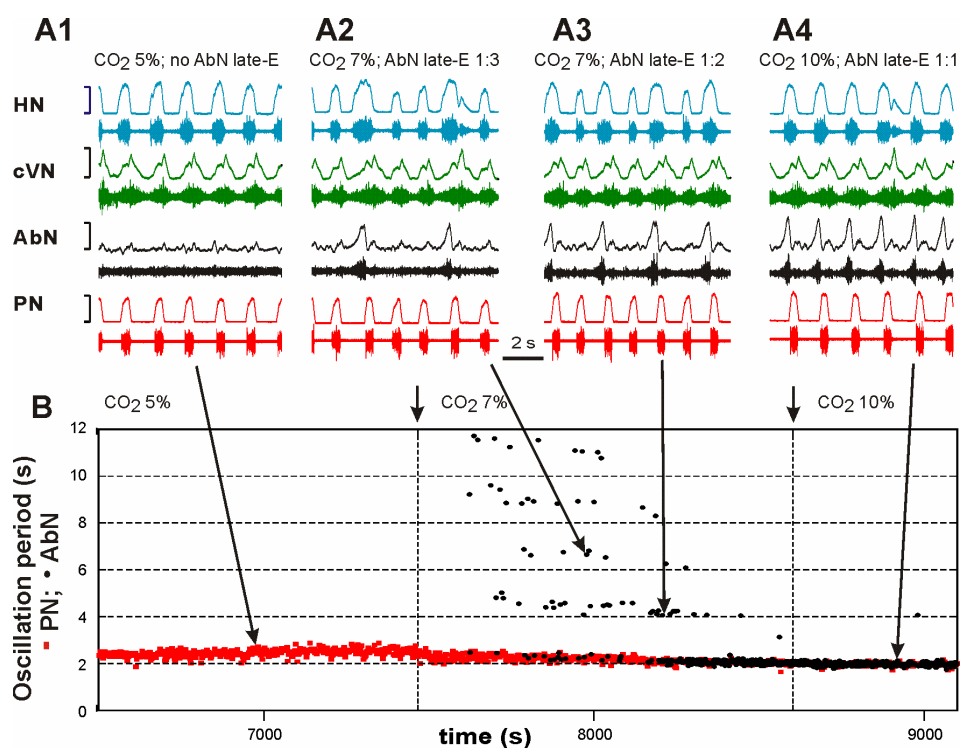 A1 A2 A3 A4
CO2 5%; no AbN late-E CO2 7%; AbN late-E 1:3 CO2 7%; AbN late-E 1:2 CO2 10%; AbN late-E 1:1
HN
cVN
AbN
PN
2 s
B
CO2 5% CO2 7% CO2 10%
Oscillation period (s)
PN; • AbN
12
10
8
6
4
2
0
7000 8000 9000
time (s)